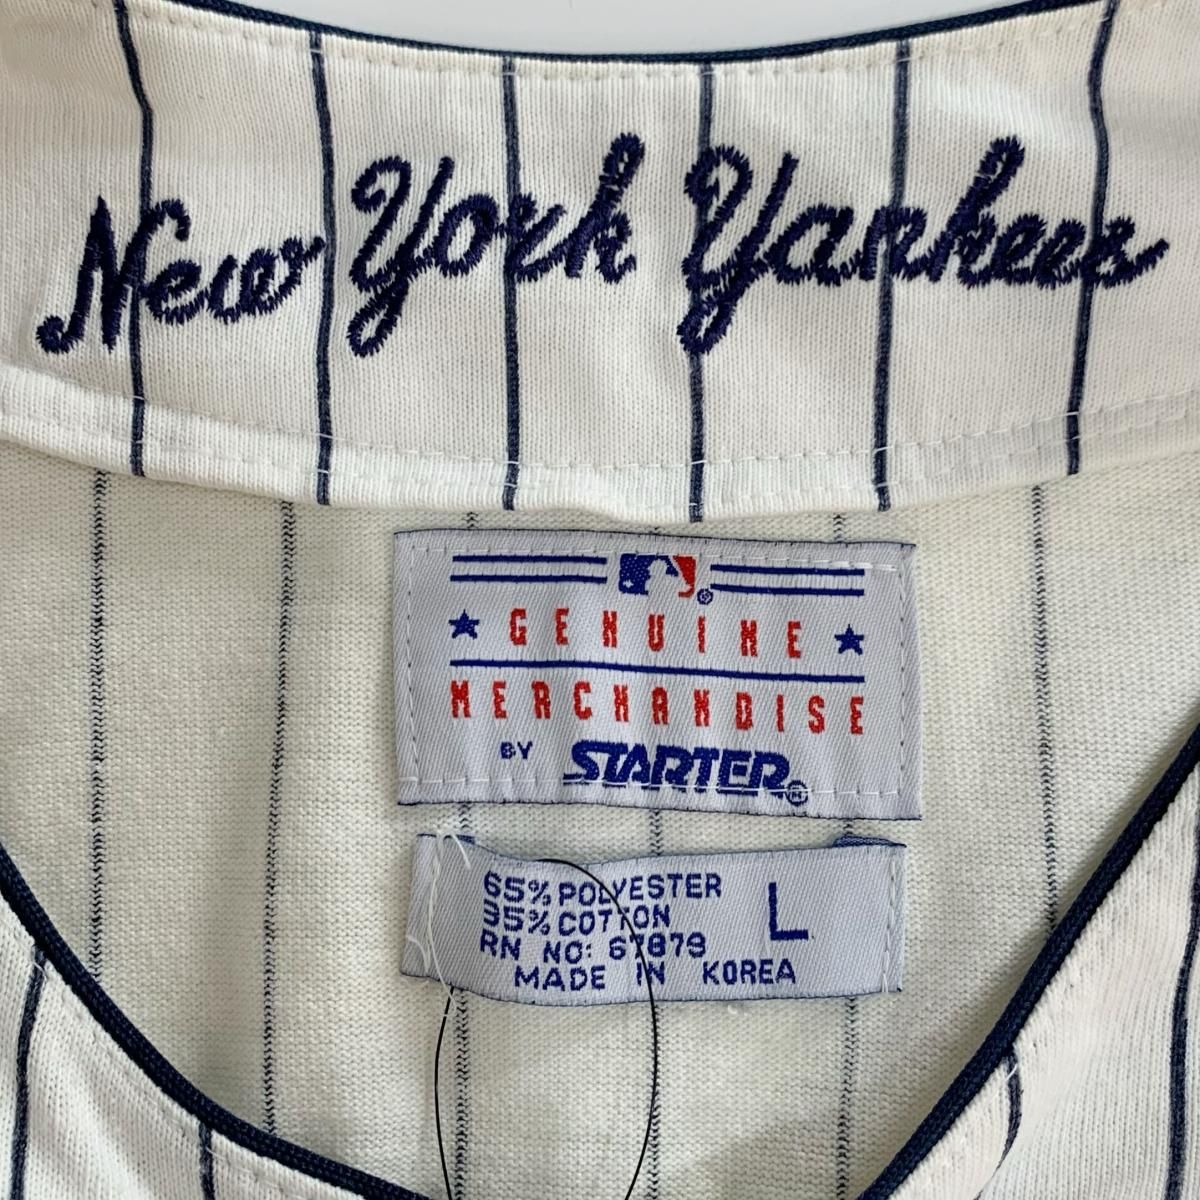 New York Yankees
®
★ GENUINE ★
MERCHANDISE
BY STARTER®
65% POLYESTER
35% COTTON
L
RN NO: 67879
MADE IN KOREA